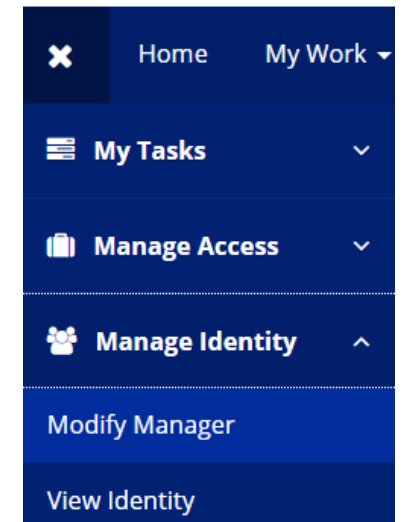 Home My Work
My Tasks
Manage Access
Manage Identity
Modify Manager
View Identity